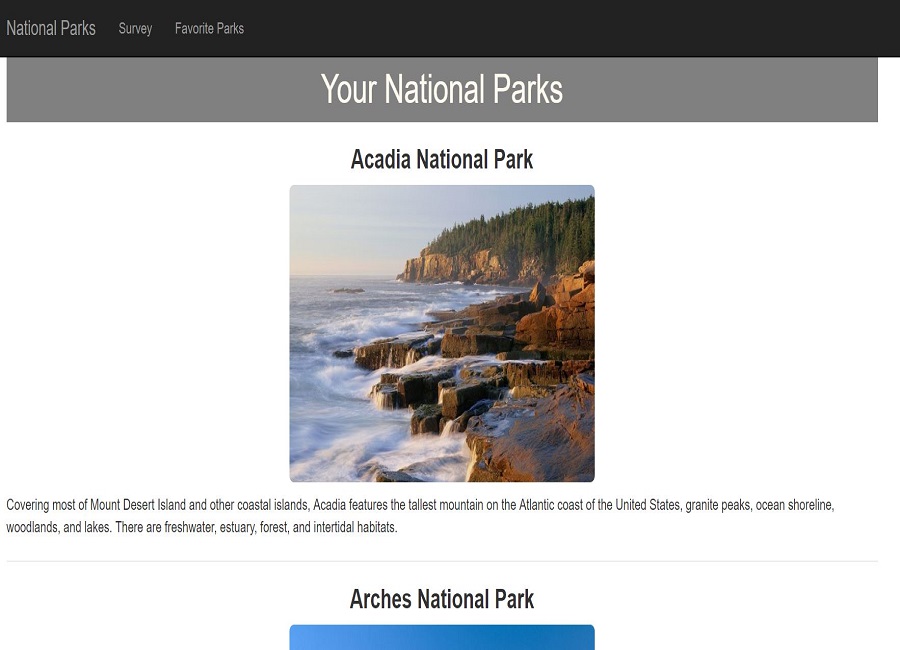 National Parks Survey Favorite Parks
Your National Parks
Acadia National Park
Covering most of Mount Desert Island and other coastal islands, Acadia features the tallest mountain on the Atlantic coast of the United States, granite peaks, ocean shoreline,
woodlands, and lakes. There are freshwater, estuary, forest, and intertidal habitats.
Arches National Park